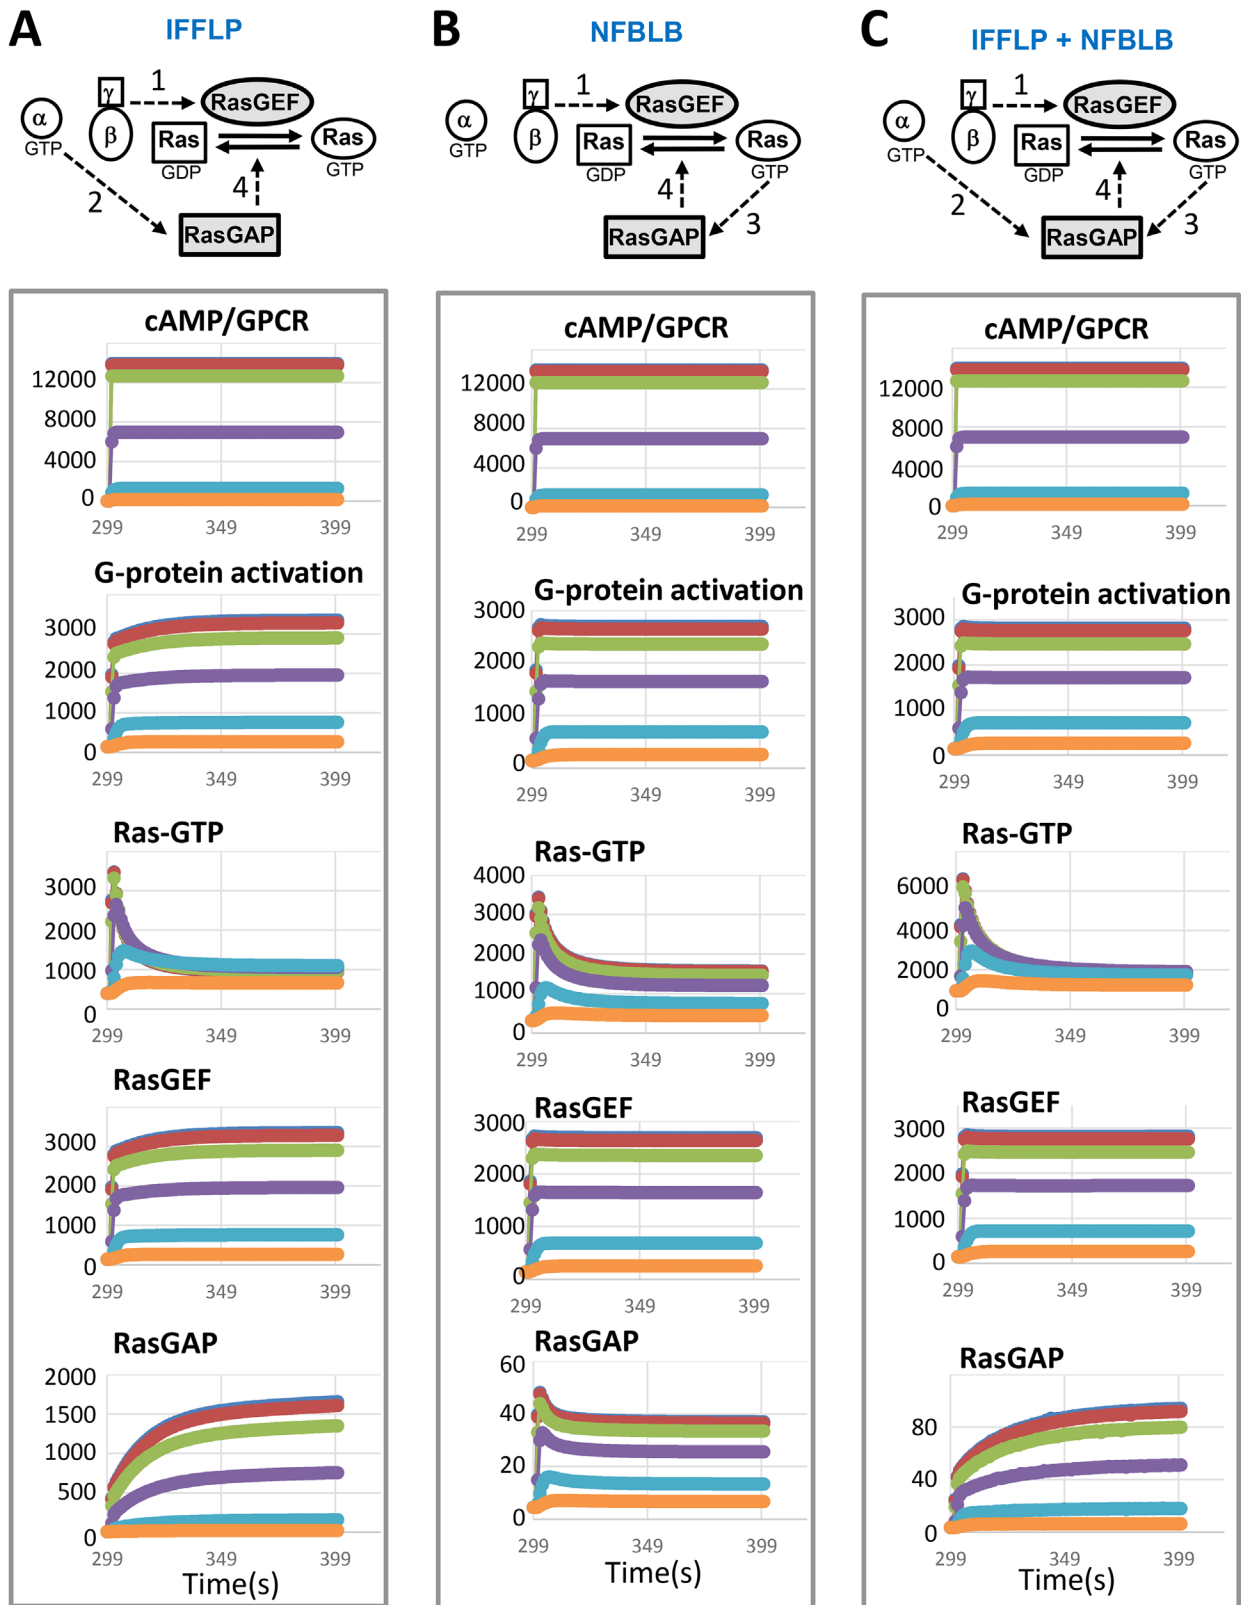 A IFFLP
1
γ RasGEF
α β Ras Ras
GTP GDP GTP
2 4
RasGAP
cAMP/GPCR
12000
8000
4000
0
299 349 399
G-protein activation
3000
2000
1000
0
299 349 399
Ras-GTP
3000
2000
1000
0
299 349 399
RasGEF
3000
2000
1000
0
299 349 399
RasGAP
2000
1500
1000
500
0
299 349 399
Time(s)
B NFBLB
1
γ RasGEF
α β Ras Ras
GTP GDP GTP
4 3
RasGAP
cAMP/GPCR
12000
8000
4000
0
299 349 399
G-protein activation
3000
2000
1000
0
299 349 399
Ras-GTP
4000
3000
2000
1000
0
299 349 399
RasGEF
3000
2000
1000
0
299 349 399
RasGAP
60
40
20
0
299 349 399
Time(s)
C IFFLP + NFBLB
1
γ RasGEF
α β Ras Ras
GTP GDP GTP
2 4 3
RasGAP
cAMP/GPCR
12000
8000
4000
0
299 349 399
G-protein activation
3000
2000
1000
0
299 349 399
Ras-GTP
6000
4000
2000
0
299 349 399
RasGEF
3000
2000
1000
0
299 349 399
RasGAP
80
40
0
299 349 399
Time(s)